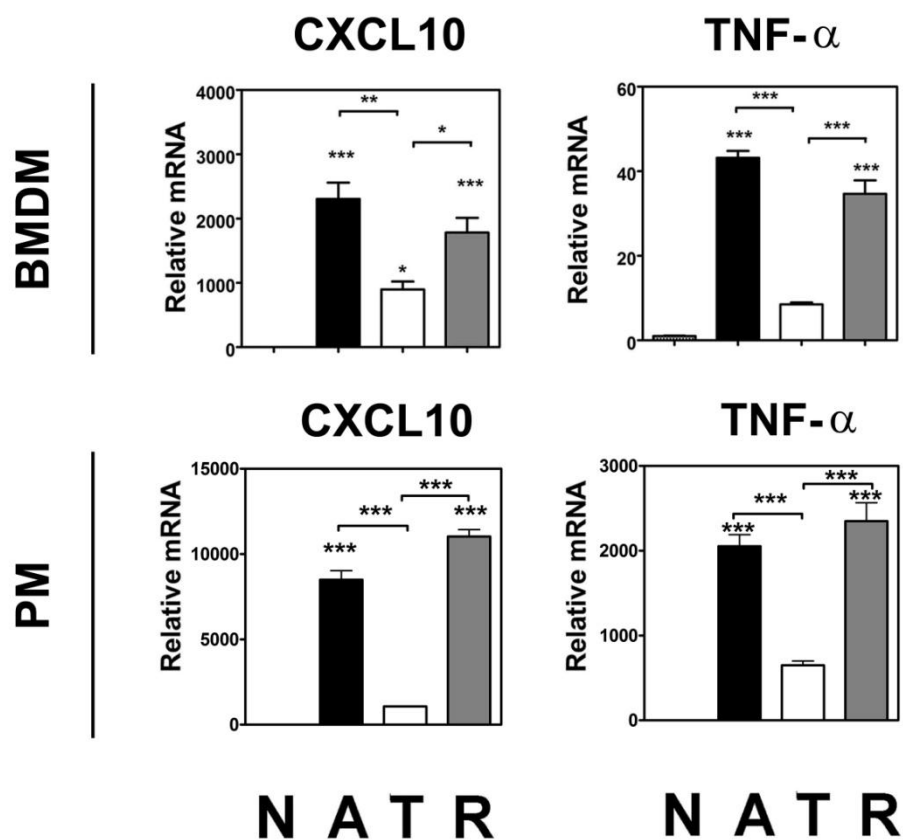 CXCL10
TNF-α
BMDM
Relative mRNA
4000
3000
2000
1000
0
**
*
***
*
***
Relative mRNA
60
40
20
0
***
***
***
***
CXCL10
TNF-α
PM
Relative mRNA
15000
10000
5000
0
***
***
***
***
Relative mRNA
3000
2000
1000
0
***
***
***
***
N A T R
N A T R